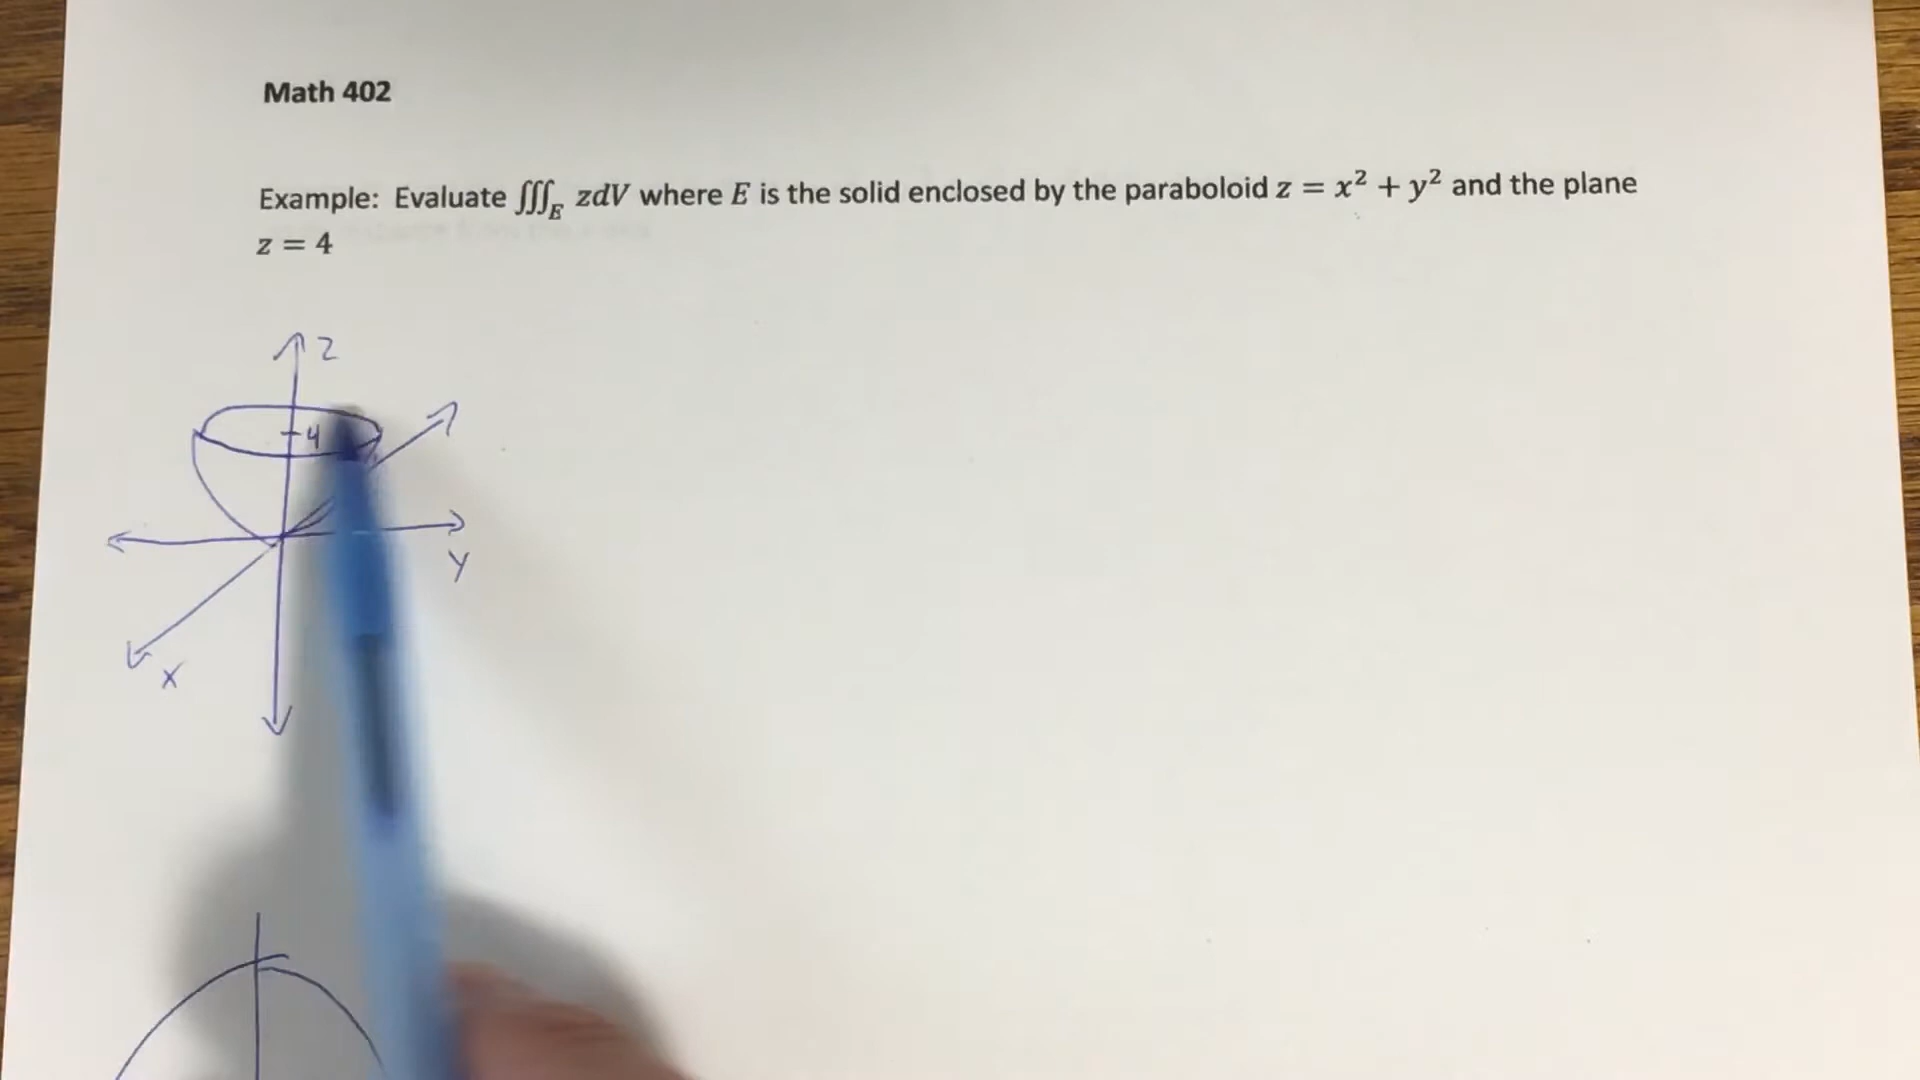 Math 402
Example: Evaluate ∭_E zdV where E is the solid enclosed by the paraboloid z = x² + y² and the plane
z = 4
z
4
y
x